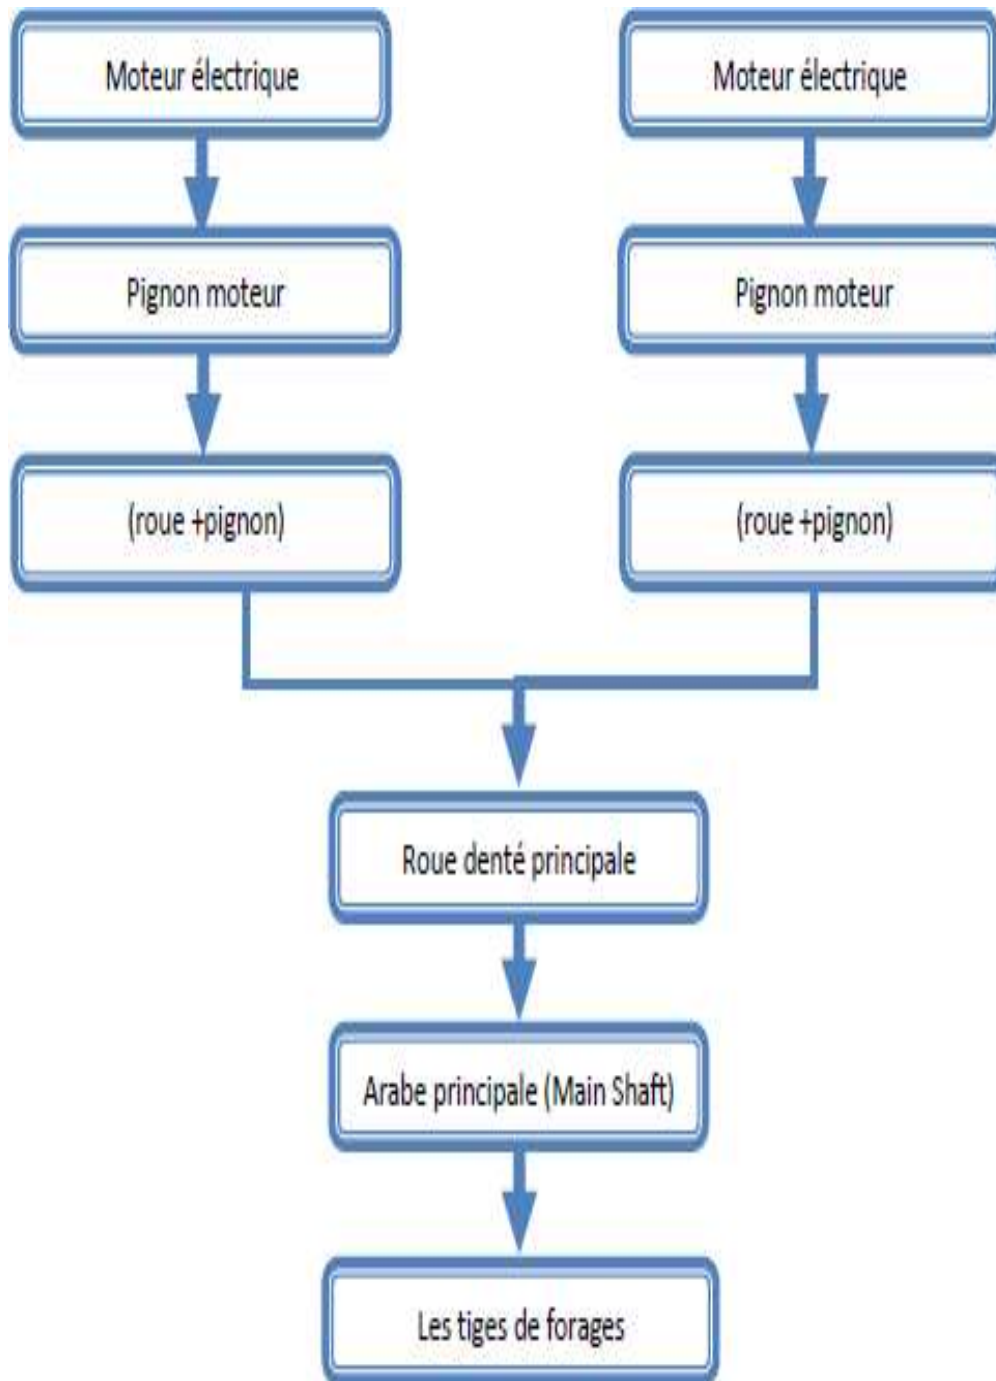 Moteur électrique
Moteur électrique
Pignon moteur
Pignon moteur
(roue +pignon)
(roue +pignon)
Roue denté principale
Arabe principale (Main Shaft)
Les tiges de forages